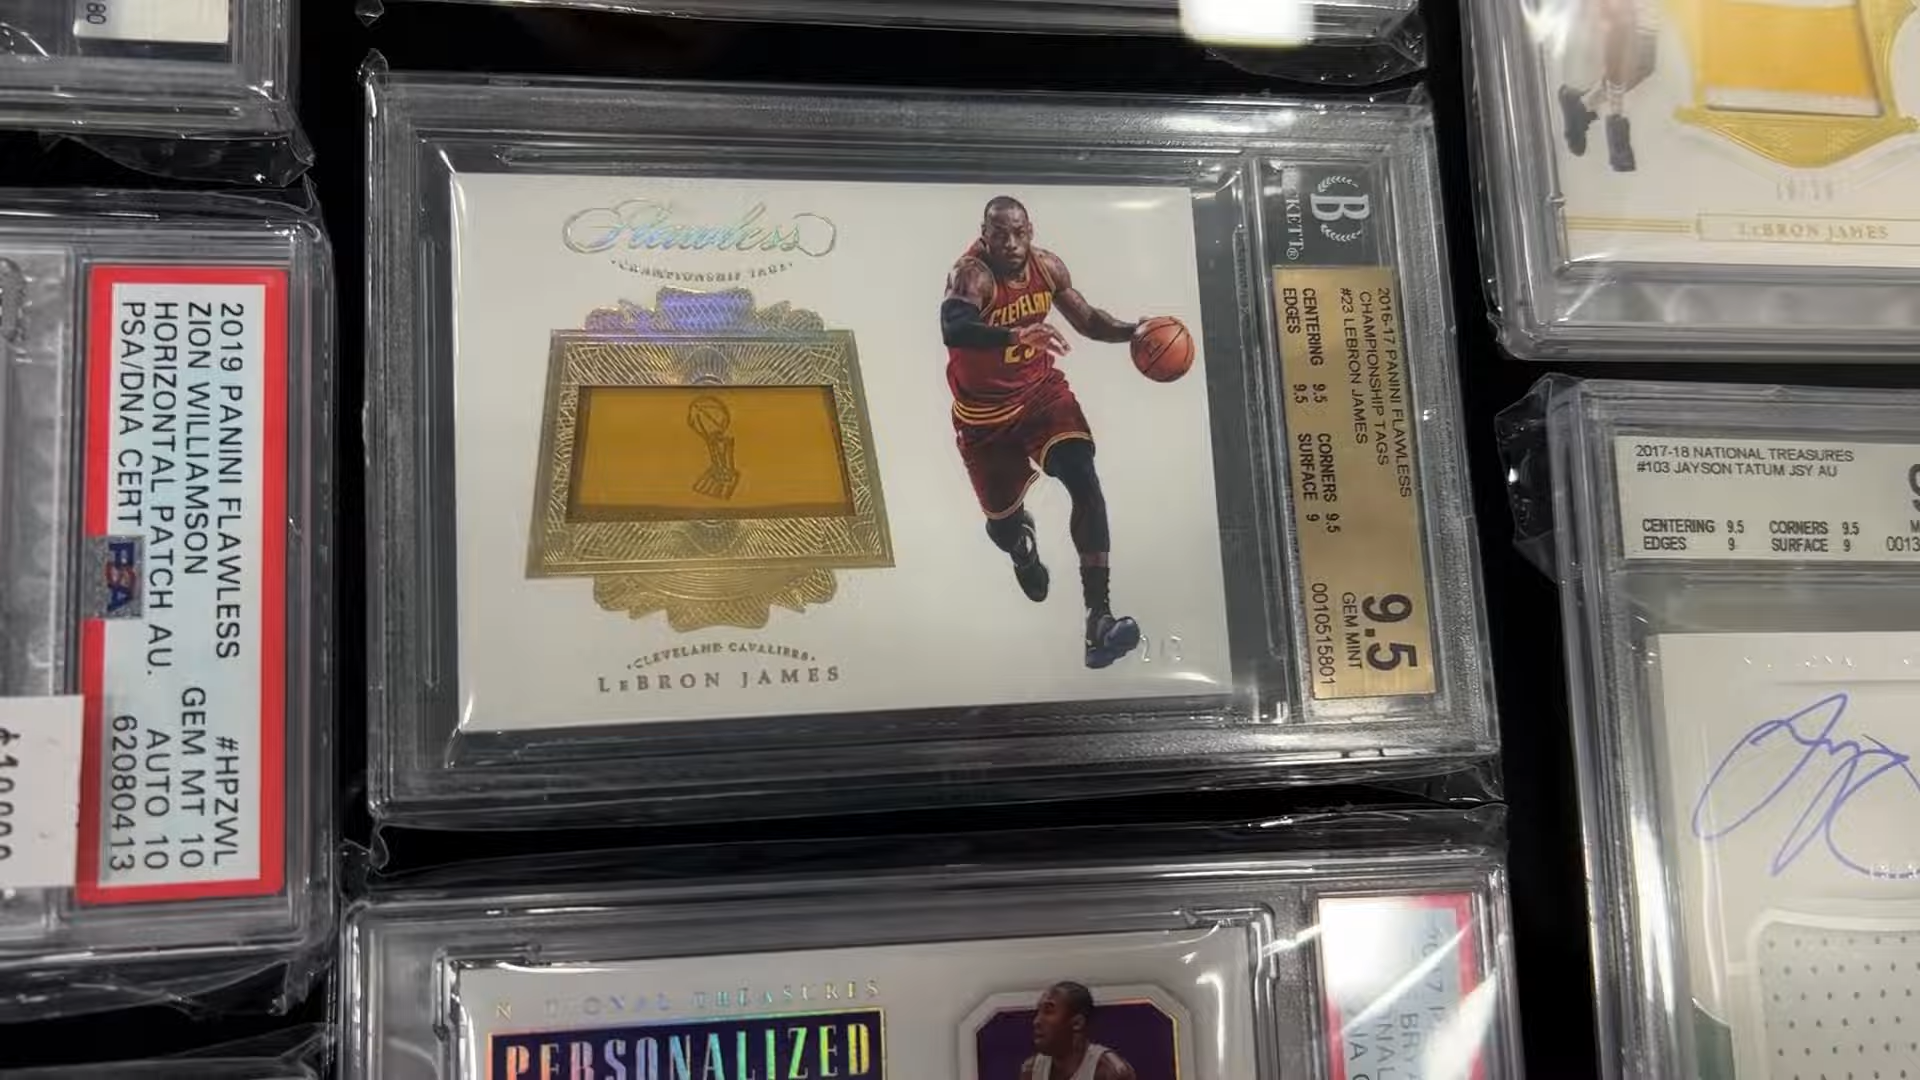 80
2019 PANINI FLAWLESS #HPZWL
ZION WILLIAMSON GEM MT 10
HORIZONTAL PATCH AU. AUTO 10
PSA/DNA CERT 62080413
PSA
Flawless
•CHAMPIONSHIP TAGS•
•CLEVELAND CAVALIERS•
LEBRON JAMES
CLEVELAND
B
2016-17 PANINI FLAWLESS
CHAMPIONSHIP TAGS
#23 LEBRON JAMES
CENTERING 9.5 CORNERS 9.5
EDGES 9.5 SURFACE 9
9.5
GEM MINT
0010515801
LEBRON JAMES
2017-18 NATIONAL TREASURES
#103 JAYSON TATUM JSY AU
CENTERING 9.5 CORNERS 9.5
EDGES 9 SURFACE 9 0013
TREASURES
PERSONALIZED